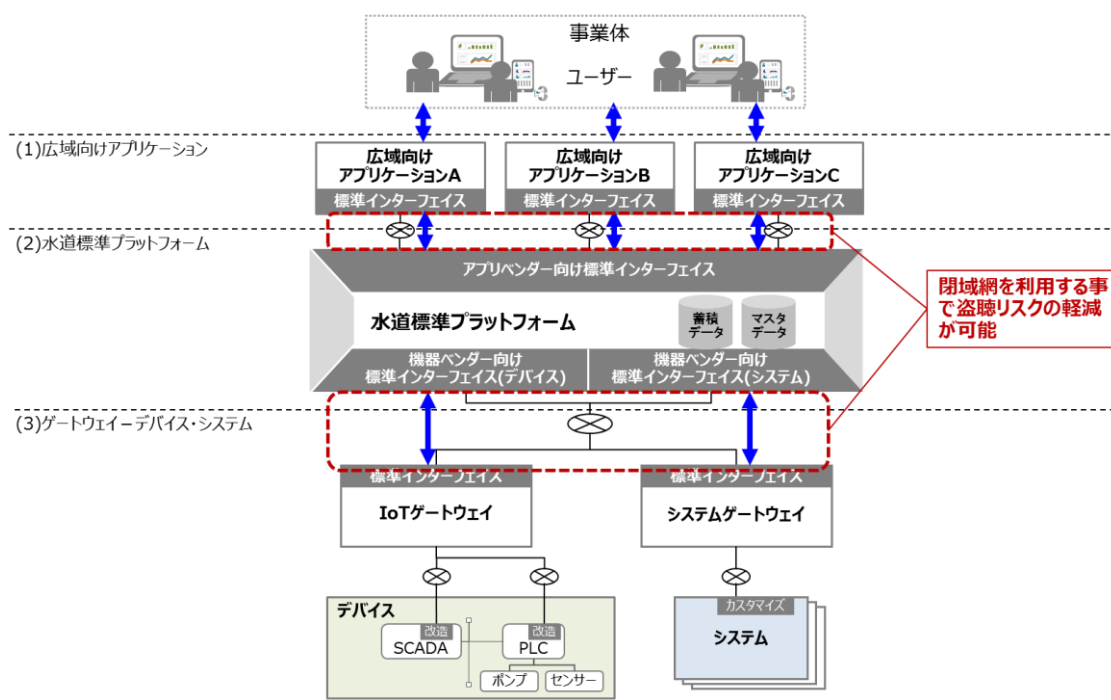 事業体
ユーザー
(1)広域向けアプリケーション
広域向け
アプリケーションA
標準インターフェイス
広域向け
アプリケーションB
標準インターフェイス
広域向け
アプリケーションC
標準インターフェイス
(2)水道標準プラットフォーム
アプリベンダー向け標準インターフェイス
水道標準プラットフォーム
蓄積
データ
マスタ
データ
閉域網を利用する事
で盗聴リスクの軽減
が可能
機器ベンダー向け
標準インターフェイス(デバイス)
機器ベンダー向け
標準インターフェイス(システム)
(3)ゲートウェイ－デバイス・システム
標準インターフェイス
IoTゲートウェイ
標準インターフェイス
システムゲートウェイ
デバイス
改造
SCADA
改造
PLC
ポンプ
センサー
カスタマイズ
システム